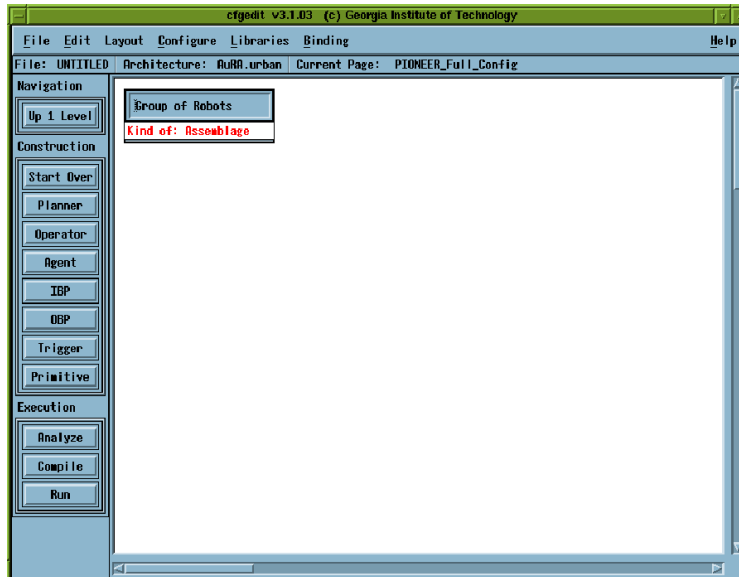 cfgedit v3.1.03 (c) Georgia Institute of Technology
File Edit Layout Configure Libraries Binding Help
File: UNTITLED Architecture: AuRA.urban Current Page: PIONEER_Full_Config
Navigation
Up 1 Level
Construction
Start Over
Planner
Operator
Agent
IBP
OBP
Trigger
Primitive
Execution
Analyze
Compile
Run
Group of Robots
Kind of: Assemblage